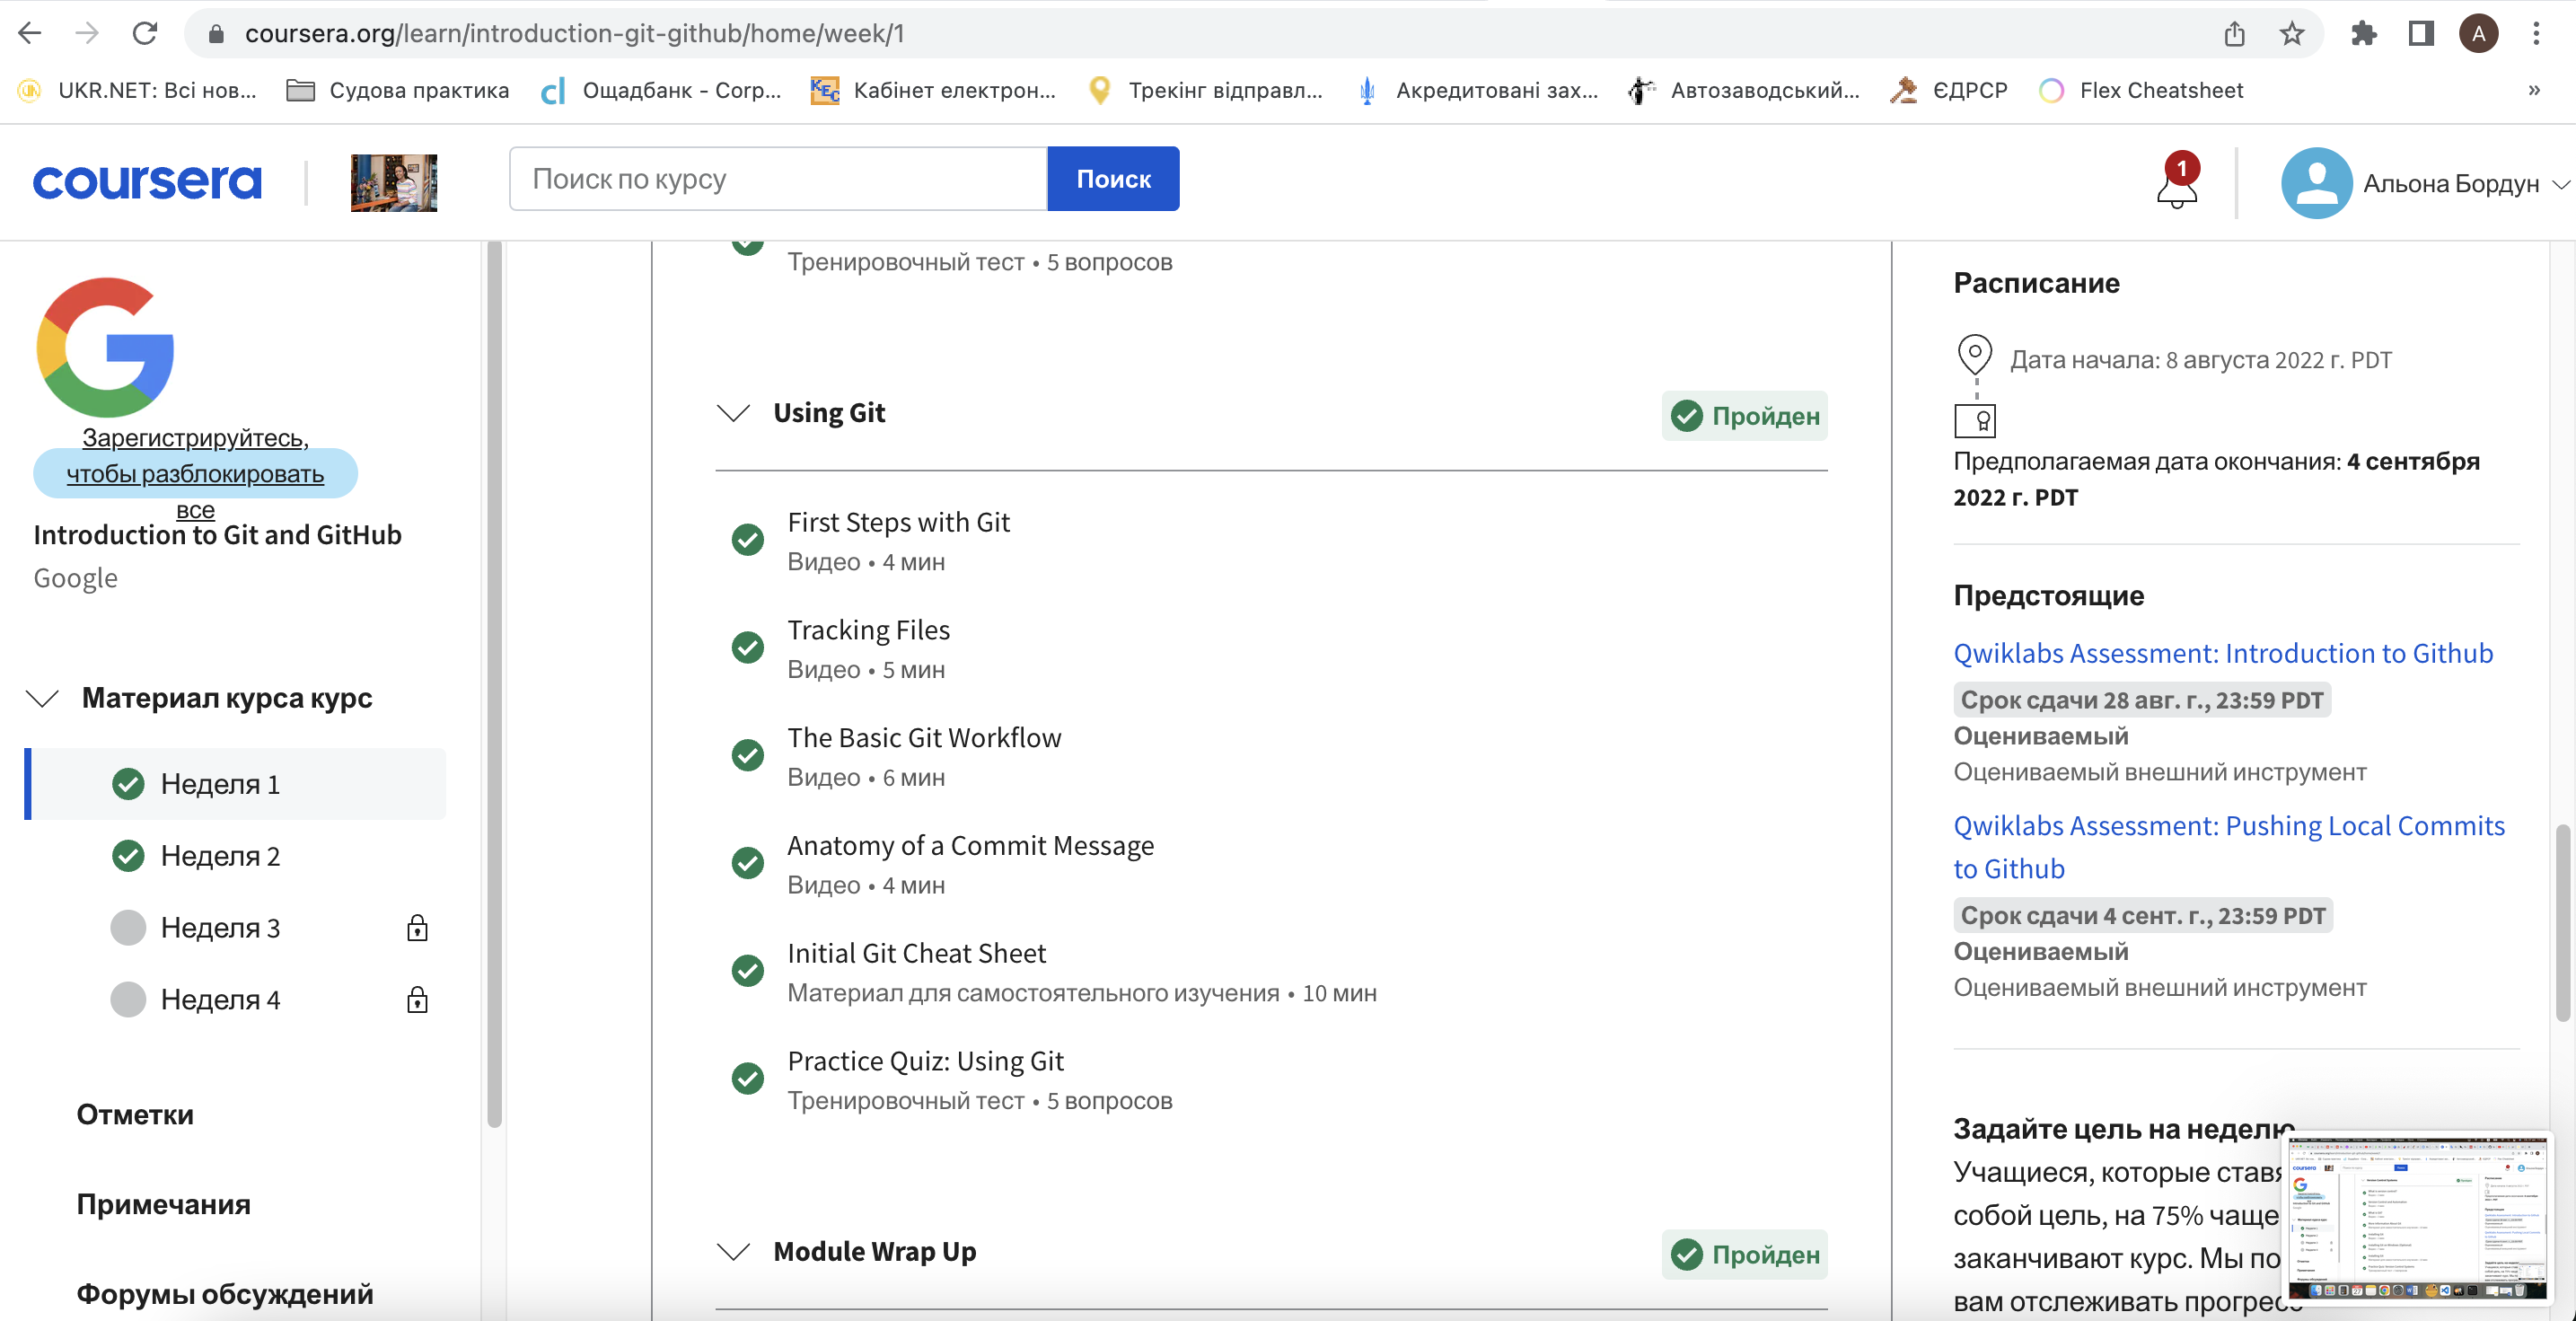 coursera.org/learn/introduction-git-github/home/week/1
A
UKR.NET: Всі нов...
Судова практика
Ощадбанк - Corp...
Кабінет електрон...
Трекінг відправл...
Акредитовані зах...
Автозаводський...
ЄДРСР
Flex Cheatsheet
»
coursera
Поиск по курсу
Поиск
1
Альона Бордун
Зарегистрируйтесь,
чтобы разблокировать
все
Introduction to Git and GitHub
Google
Материал курса курс
Неделя 1
Неделя 2
Неделя 3
Неделя 4
Отметки
Примечания
Форумы обсуждений
Тренировочный тест • 5 вопросов
Using Git
Пройден
First Steps with Git
Видео • 4 мин
Tracking Files
Видео • 5 мин
The Basic Git Workflow
Видео • 6 мин
Anatomy of a Commit Message
Видео • 4 мин
Initial Git Cheat Sheet
Материал для самостоятельного изучения • 10 мин
Practice Quiz: Using Git
Тренировочный тест • 5 вопросов
Module Wrap Up
Пройден
Расписание
Дата начала: 8 августа 2022 г. PDT
Предполагаемая дата окончания: 4 сентября
2022 г. PDT
Предстоящие
Qwiklabs Assessment: Introduction to Github
Срок сдачи 28 авг. г., 23:59 PDT
Оцениваемый
Оцениваемый внешний инструмент
Qwiklabs Assessment: Pushing Local Commits
to Github
Срок сдачи 4 сент. г., 23:59 PDT
Оцениваемый
Оцениваемый внешний инструмент
Задайте цель на неделю
Учащиеся, которые
собой цель, на 75% чаще
заканчивают курс. Мы
вам отслеживать прогресс
coursera